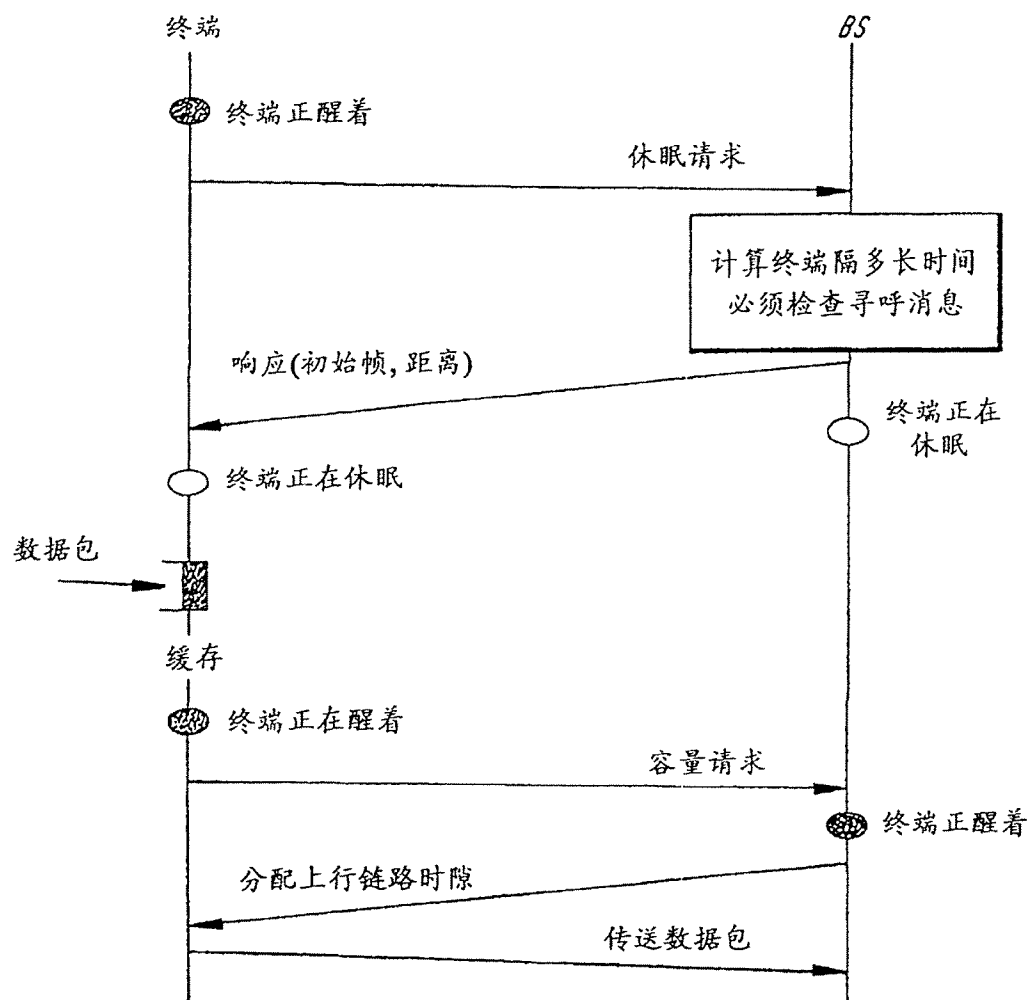 终端
BS
终端正醒着
休眠请求
计算终端隔多长时间
必须检查寻呼消息
响应(初始帧,距离)
终端正在
休眠
终端正在休眠
数据包
缓存
终端正在醒着
容量请求
终端正醒着
分配上行链路时隙
传送数据包